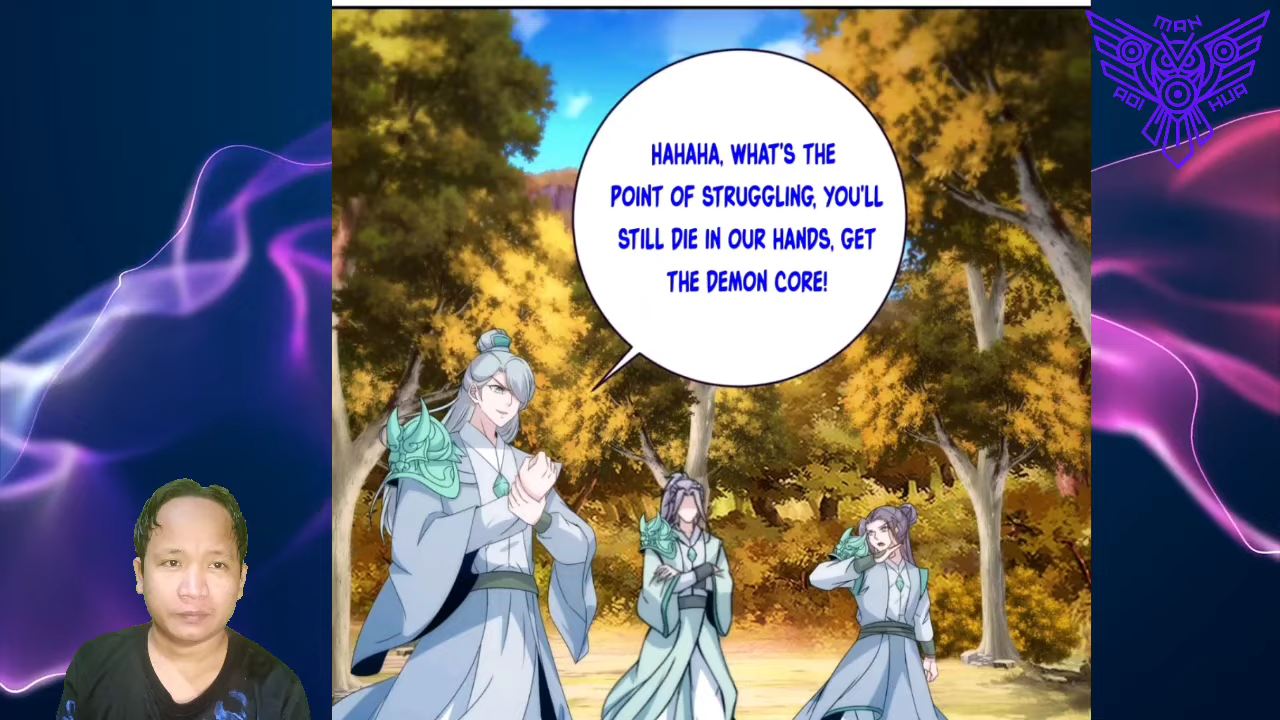 HAHAHA, WHAT'S THE
POINT OF STRUGGLING, YOU'LL
STILL DIE IN OUR HANDS, GET
THE DEMON CORE!
MAN
AOI HUA